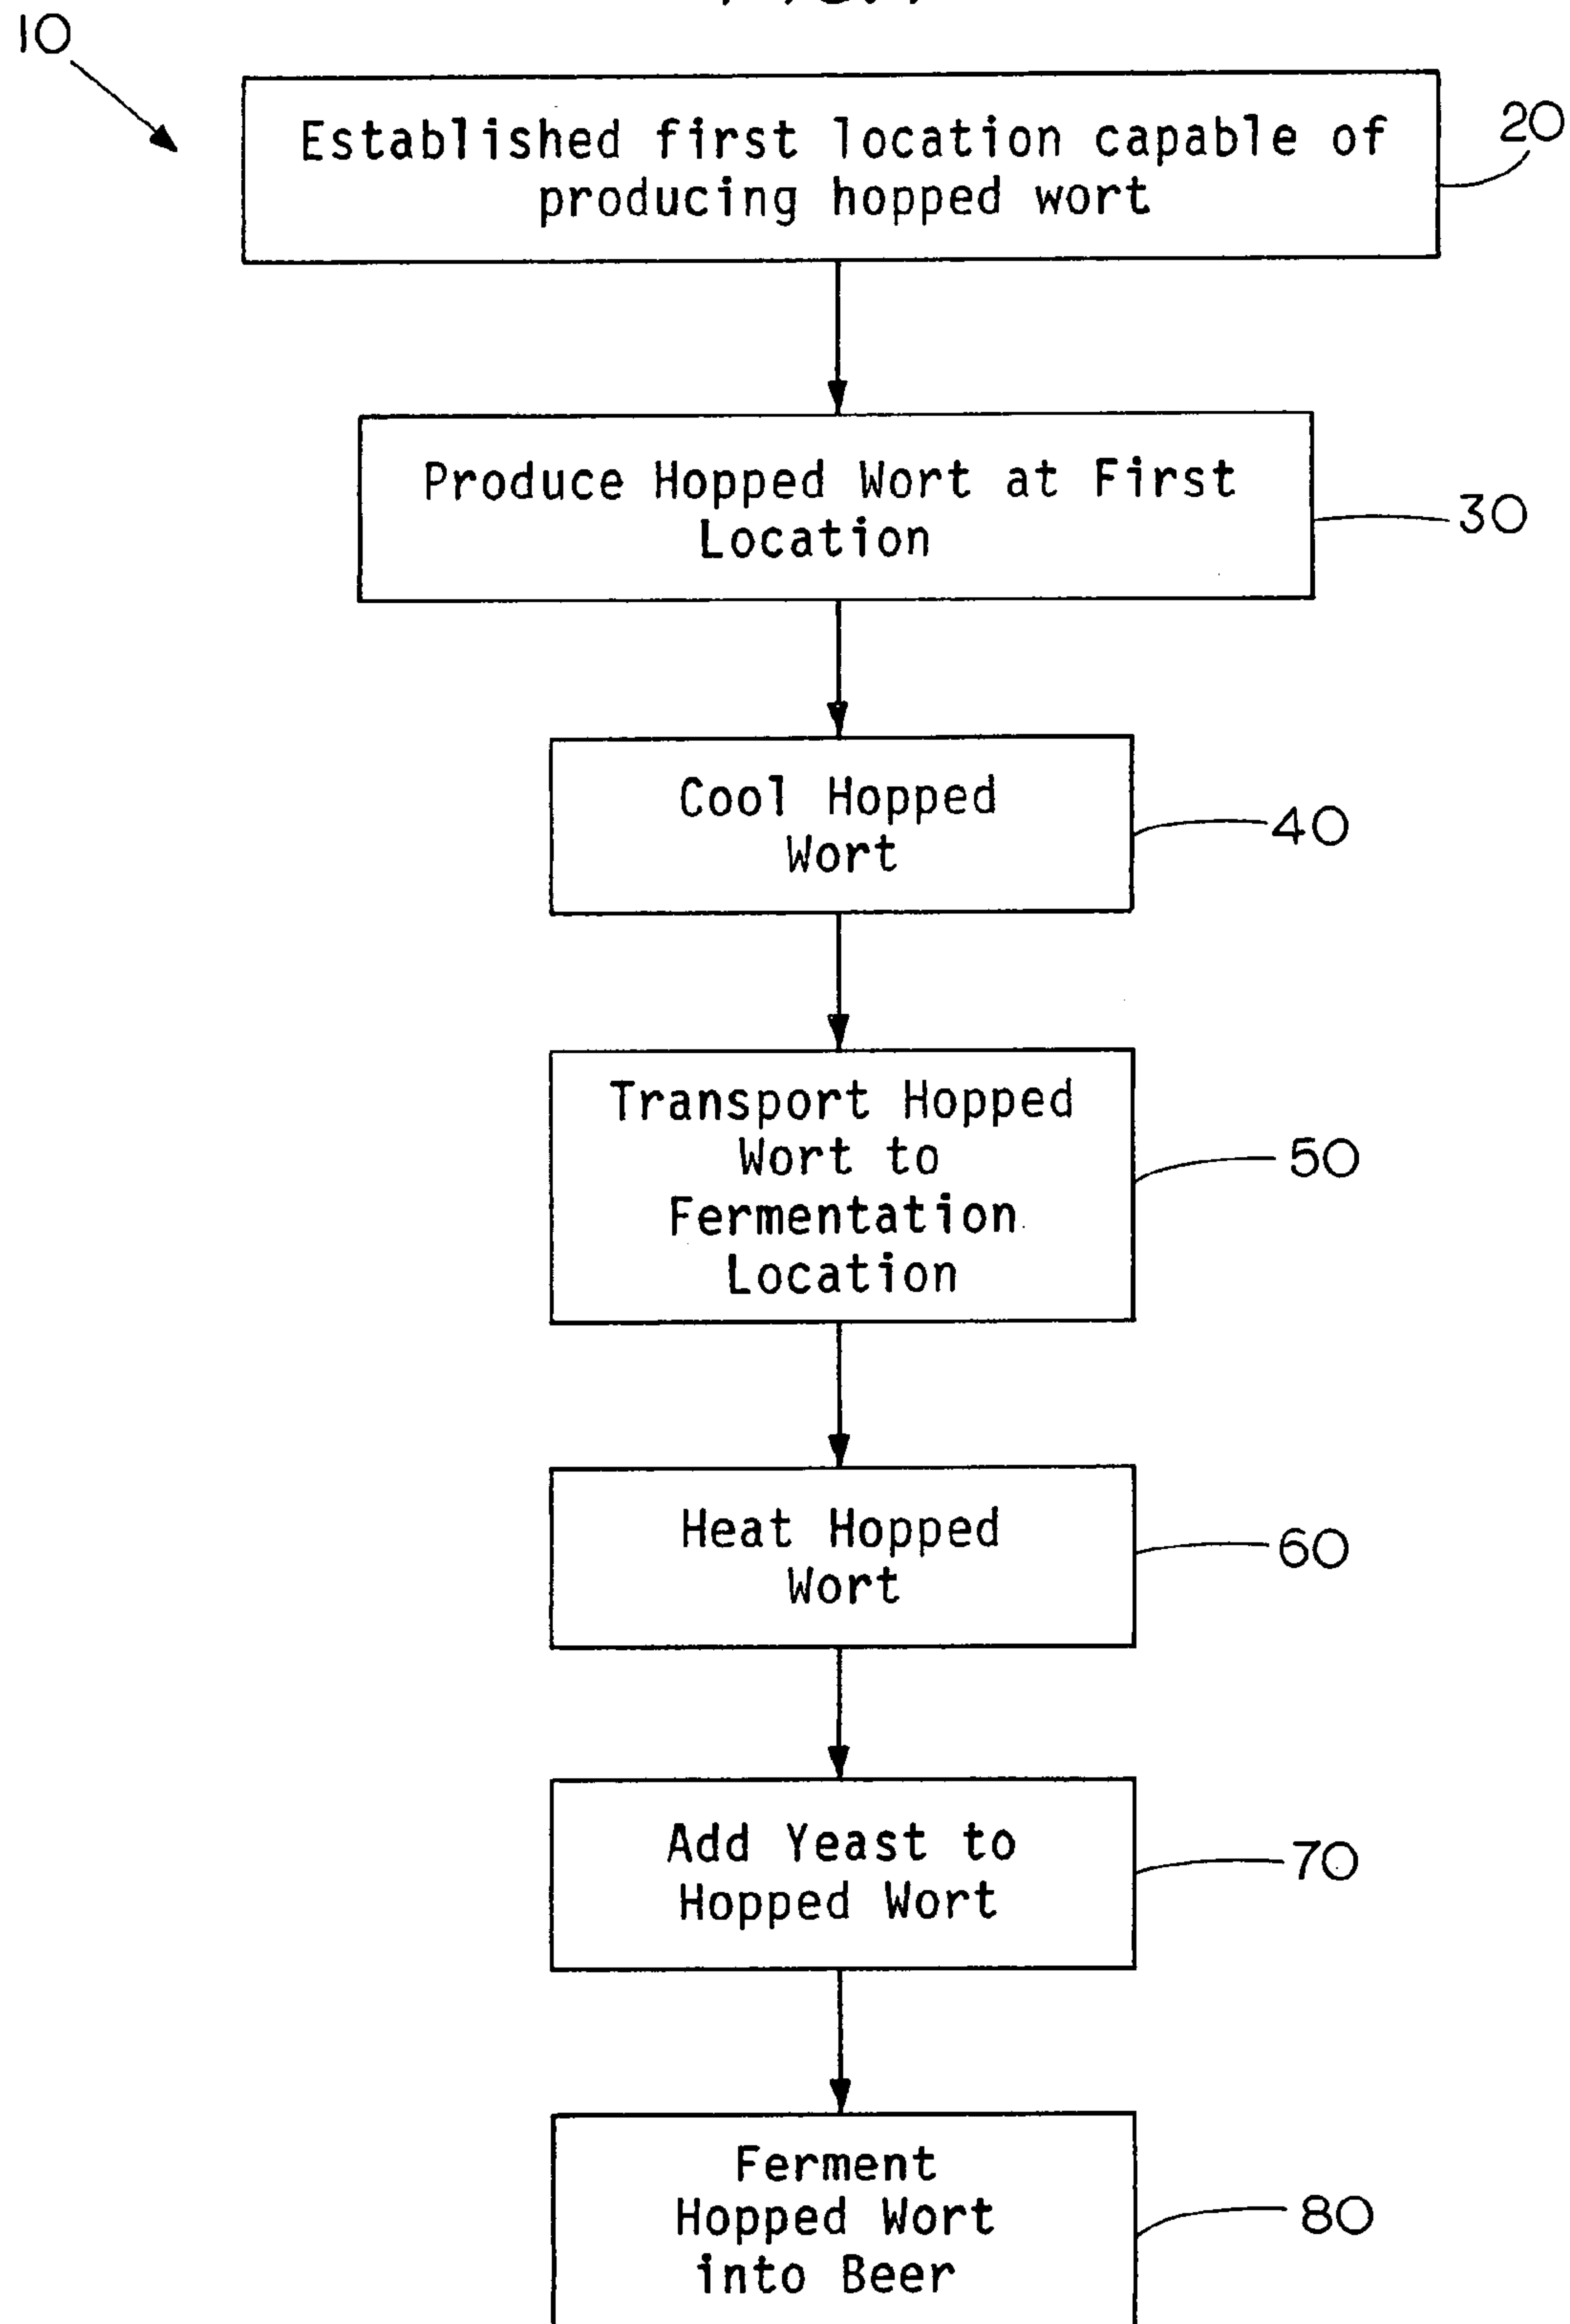 10
Established first location capable of
producing hopped wort
20
Produce Hopped Wort at First
Location
30
Cool Hopped
Wort
40
Transport Hopped
Wort to
Fermentation
Location
50
Heat Hopped
Wort
60
Add Yeast to
Hopped Wort
70
Ferment
Hopped Wort
into Beer
80